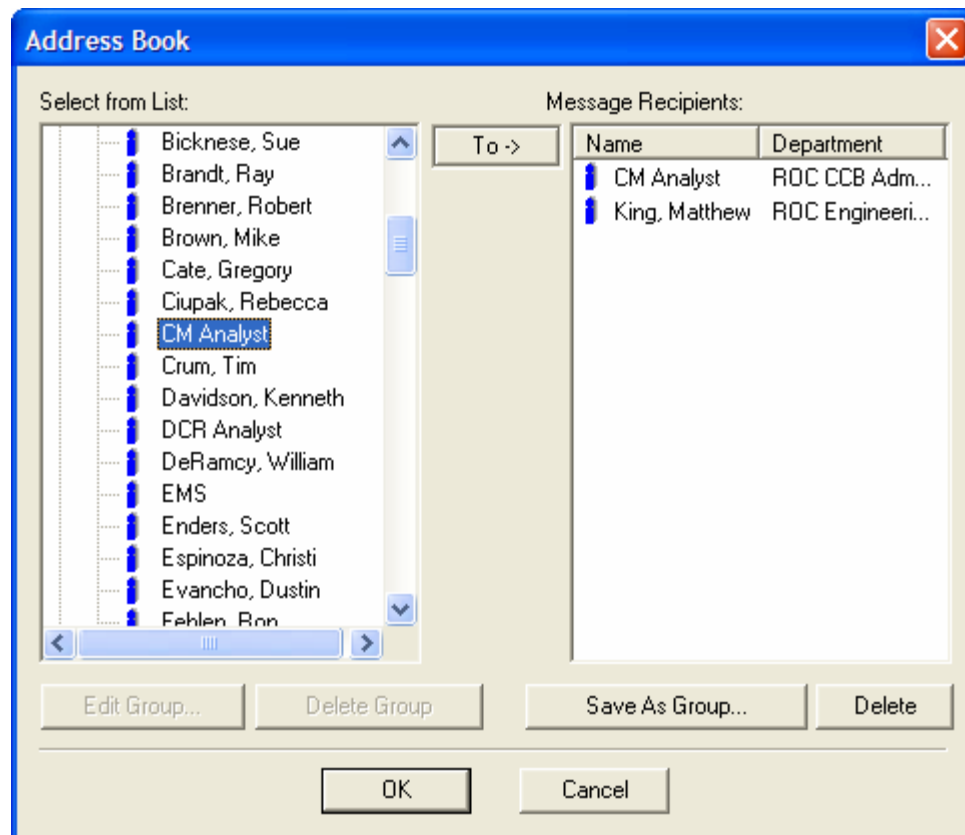 Address Book
Select from List:
Message Recipients:
Bicknese, Sue
Brandt, Ray
Brenner, Robert
Brown, Mike
Cate, Gregory
Ciupak, Rebecca
CM Analyst
Crum, Tim
Davidson, Kenneth
DCR Analyst
DeRamcy, William
EMS
Enders, Scott
Espinoza, Christi
Evancho, Dustin
Fehlen, Ron
To ->
Name Department
CM Analyst ROC CCB Adm...
King, Matthew ROC Engineeri...
Edit Group... Delete Group Save As Group... Delete
OK Cancel